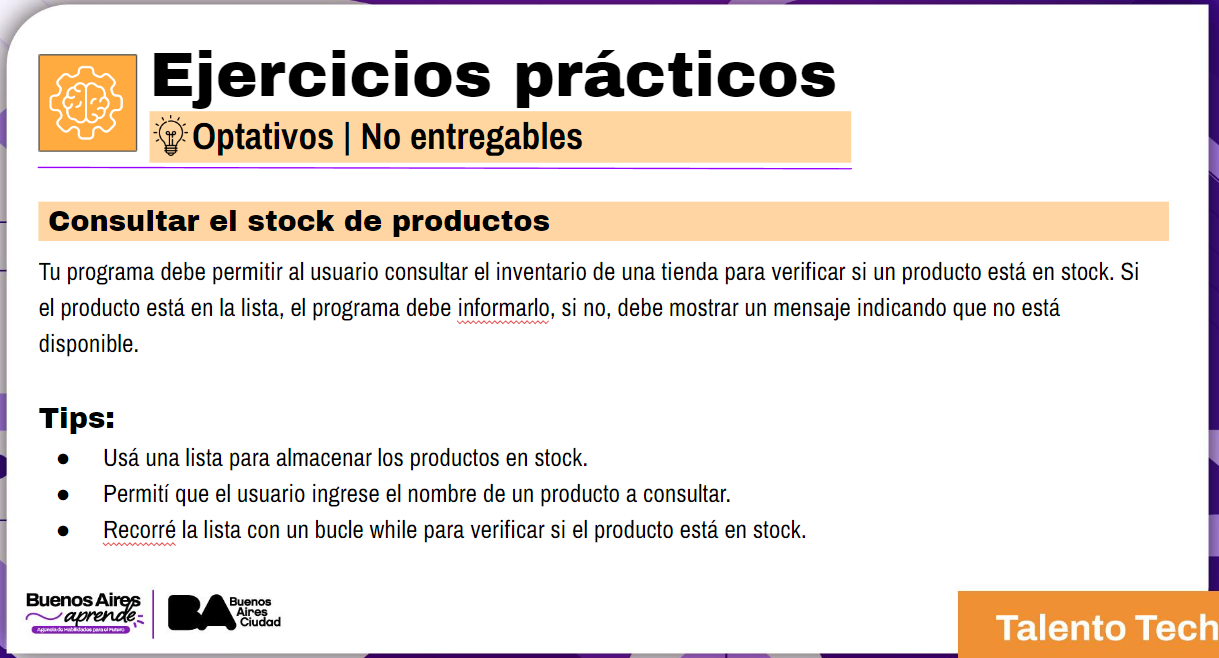 Ejercicios prácticos
Optativos | No entregables
Consultar el stock de productos
Tu programa debe permitir al usuario consultar el inventario de una tienda para verificar si un producto está en stock. Si
el producto está en la lista, el programa debe informarlo, si no, debe mostrar un mensaje indicando que no está
disponible.
Tips:
● Usá una lista para almacenar los productos en stock.
● Permití que el usuario ingrese el nombre de un producto a consultar.
● Recorré la lista con un bucle while para verificar si el producto está en stock.
Buenos Aires
aprende
Agencia de Habilidades para el Futuro
BA
Buenos
Aires
Ciudad
Talento Tech